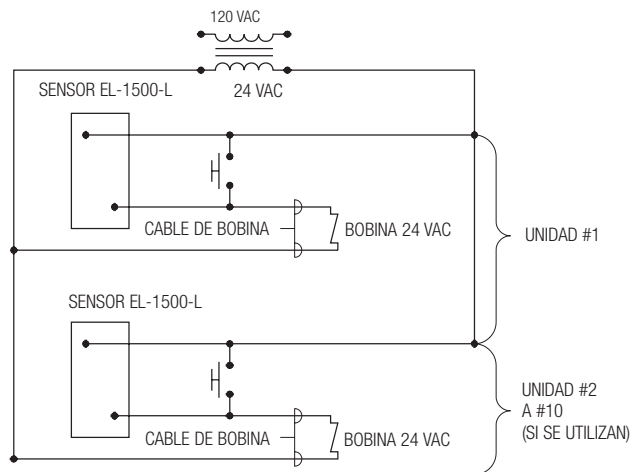 120 VAC
24 VAC
SENSOR EL-1500-L
CABLE DE BOBINA
BOBINA 24 VAC
UNIDAD #1
SENSOR EL-1500-L
CABLE DE BOBINA
BOBINA 24 VAC
UNIDAD #2
A #10
(SI SE UTILIZAN)